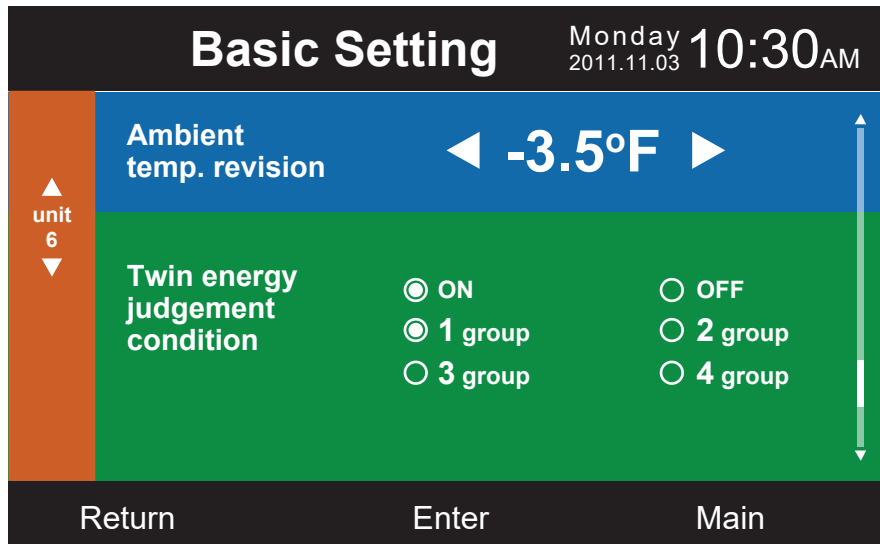 Basic Setting
Monday
2011.11.03
10:30AM
Ambient
temp. revision
-3.5°F
unit
6
Twin energy
judgement
condition
ON
OFF
1 group
2 group
3 group
4 group
Return
Enter
Main